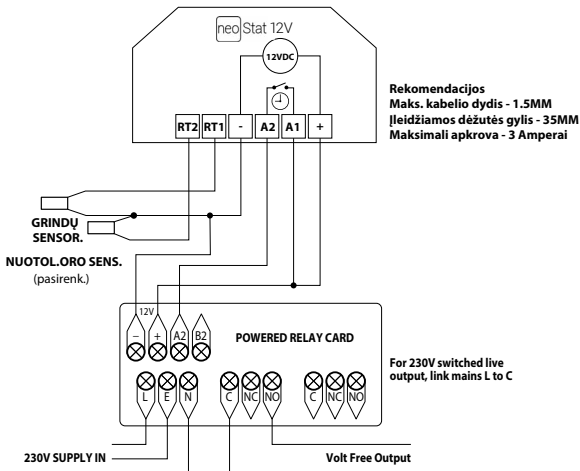 neo Stat 12V
12VDC
RT2 RT1 - A2 A1 +
Rekomendacijos
Maks. kabelio dydis - 1.5MM
Įleidžiamos dėžutės gylis - 35MM
Maksimali apkrova - 3 Amperai
GRINDŲ
SENSOR.
NUOTOL.ORO SENS.
(pasirenk.)
12V
- + A2 B2
POWERED RELAY CARD
For 230V switched live
output, link mains L to C
L E N C NC NO C NC NO
230V SUPPLY IN
Volt Free Output